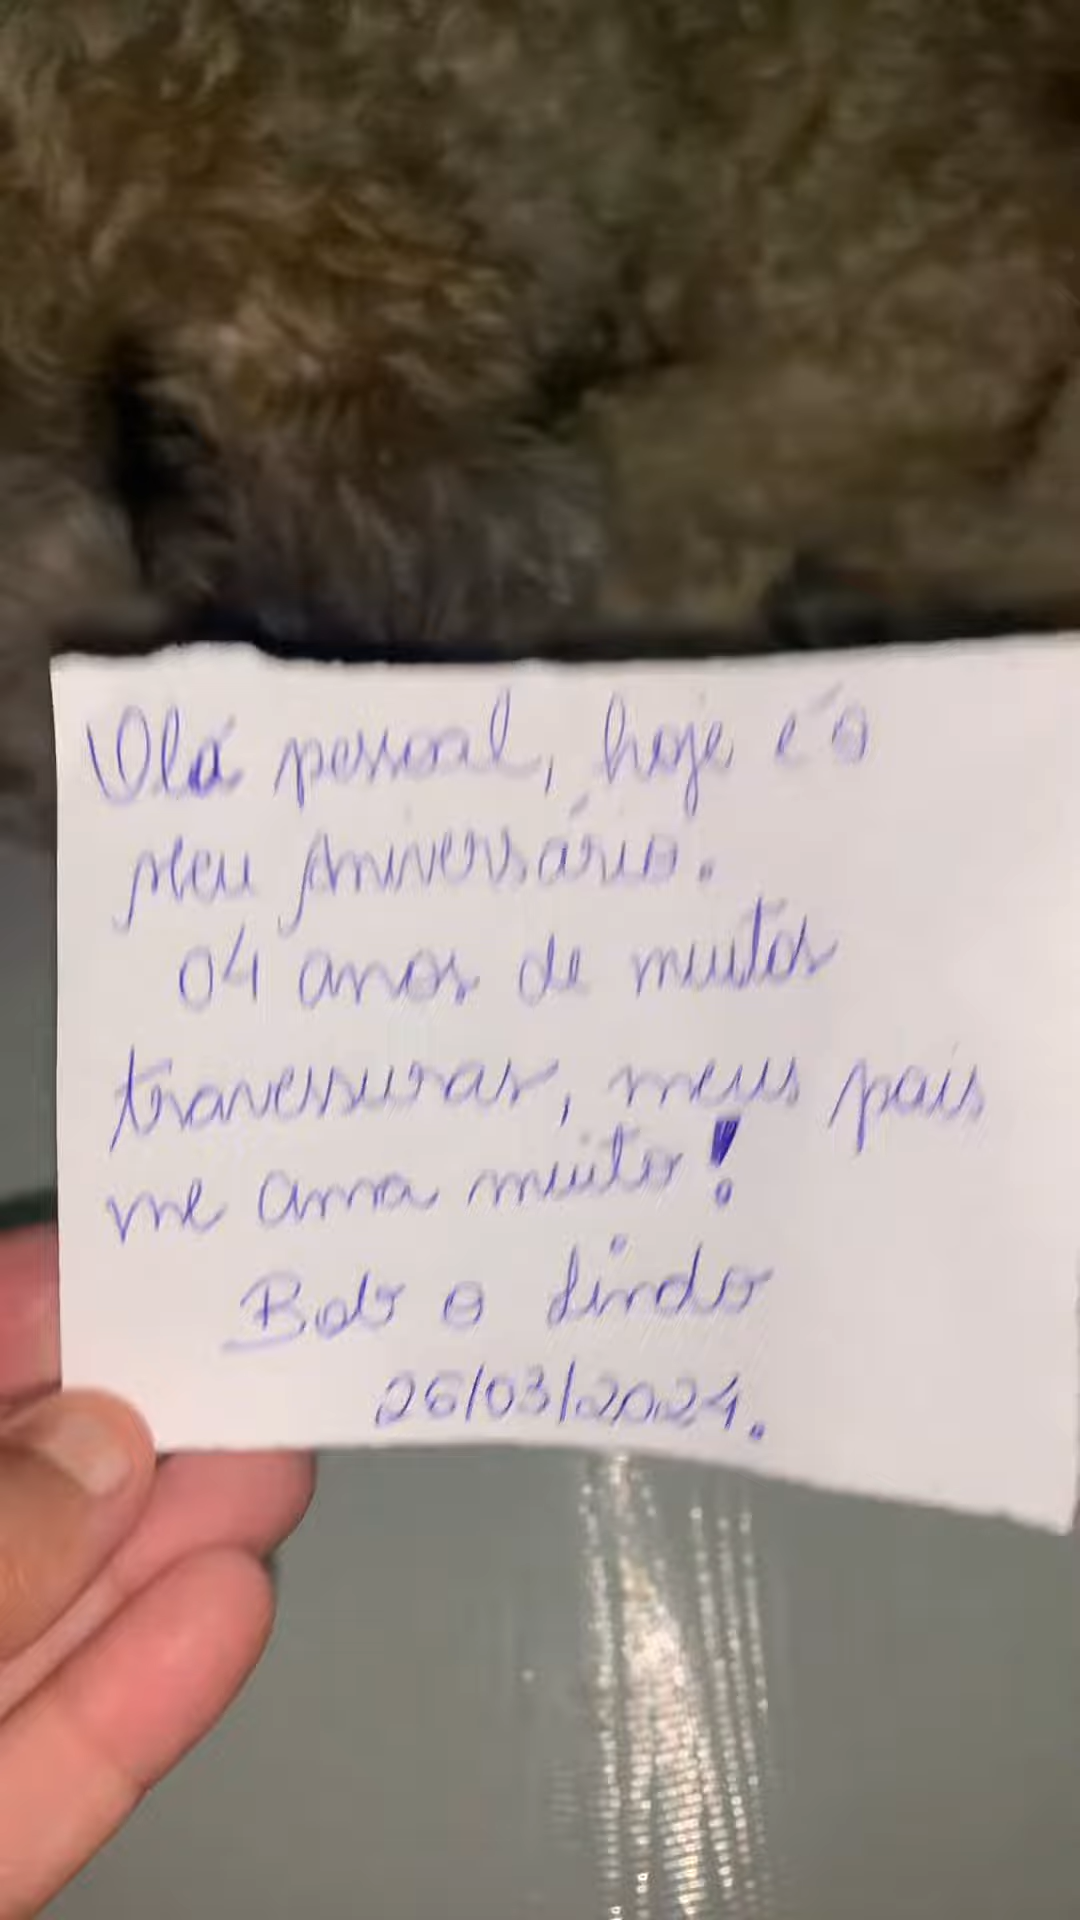 Olá pessoal, hoje é o
Meu Aniversário.
04 anos de muitas
travessuras, meus pais
me ama muito!
Bob o Lindo
26/03/2024.